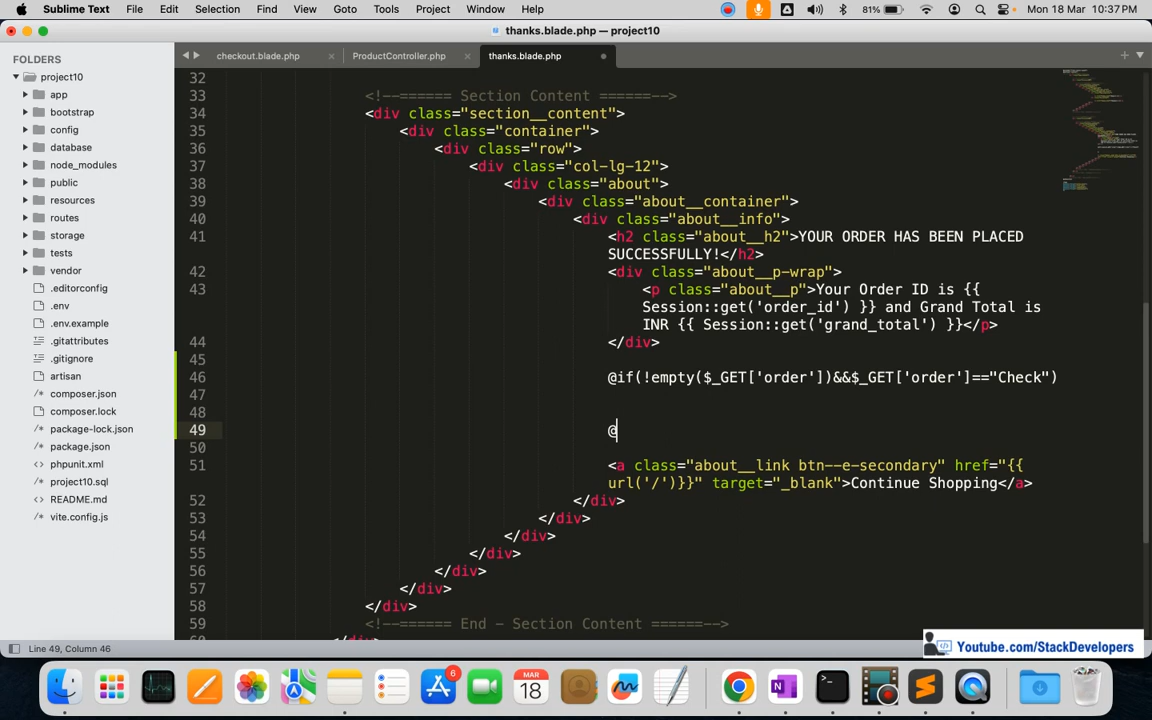 Sublime Text File Edit Selection Find View Goto Tools Project Window Help 81% Mon 18 Mar 10:37 PM
thanks.blade.php — project10
FOLDERS
project10
app
bootstrap
config
database
node_modules
public
resources
routes
storage
tests
vendor
.editorconfig
.env
.env.example
.gitattributes
.gitignore
artisan
composer.json
composer.lock
package-lock.json
package.json
phpunit.xml
project10.sql
README.md
vite.config.js
checkout.blade.php ProductController.php thanks.blade.php
32
33 <!--====== Section Content ======-->
34 <div class="section__content">
35 <div class="container">
36 <div class="row">
37 <div class="col-lg-12">
38 <div class="about">
39 <div class="about__container">
40 <div class="about__info">
41 <h2 class="about__h2">YOUR ORDER HAS BEEN PLACED
SUCCESSFULLY!</h2>
42 <div class="about__p-wrap">
43 <p class="about__p">Your Order ID is {{
Session::get('order_id') }} and Grand Total is
INR {{ Session::get('grand_total') }}</p>
44 </div>
45
46 @if(!empty($_GET['order'])&&$_GET['order']=="Check")
47
48
49 @
50
51 <a class="about__link btn--e-secondary" href="{{
url('/')}}" target="_blank">Continue Shopping</a>
52 </div>
53 </div>
54 </div>
55 </div>
56 </div>
57 </div>
58 </div>
59 <!--====== End - Section Content ======-->
Line 49, Column 46
Youtube.com/StackDevelopers
6
MAR
18